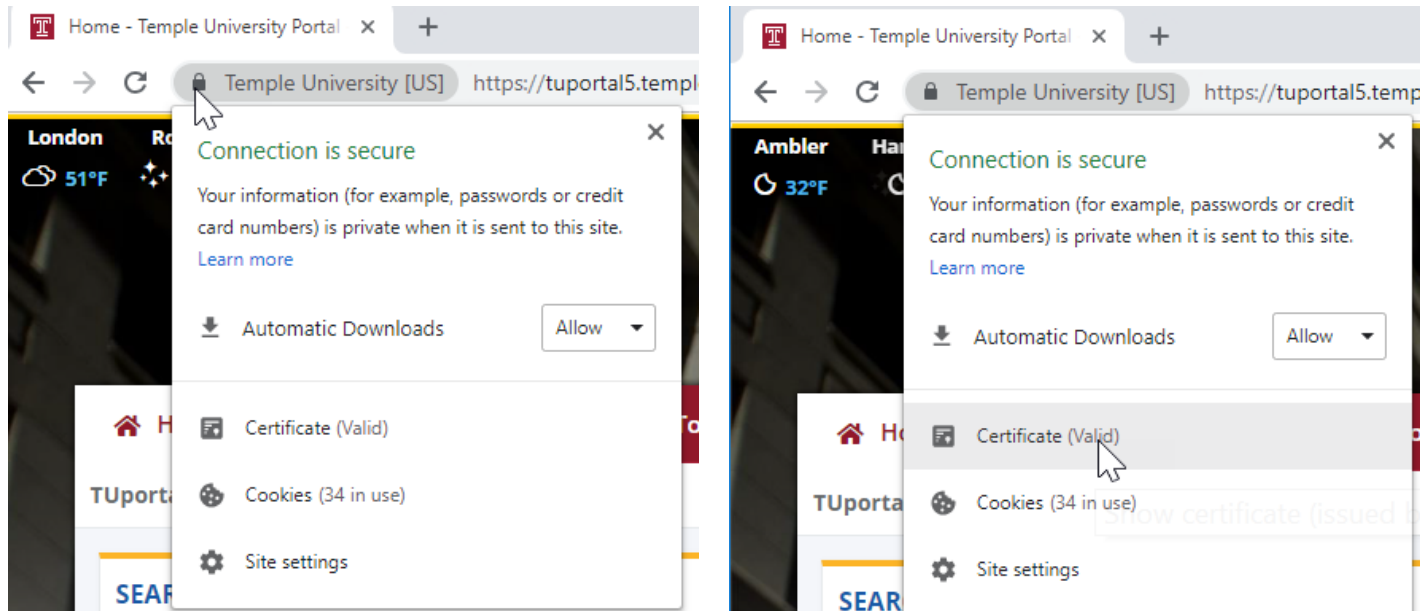 Home - Temple University Portal
Temple University [US] https://tuportal5.templ
London Ro
51°F
Connection is secure
Your information (for example, passwords or credit
card numbers) is private when it is sent to this site.
Learn more
Automatic Downloads Allow
H To
Certificate (Valid)
TUporta
Cookies (34 in use)
Site settings
SEAR
Home - Temple University Portal
Temple University [US] https://tuportal5.temp
Ambler Har
32°F
Connection is secure
Your information (for example, passwords or credit
card numbers) is private when it is sent to this site.
Learn more
Automatic Downloads Allow
Ho
Certificate (Valid)
TUporta
Cookies (34 in use)
Show certificate (issued b
Site settings
SEAR